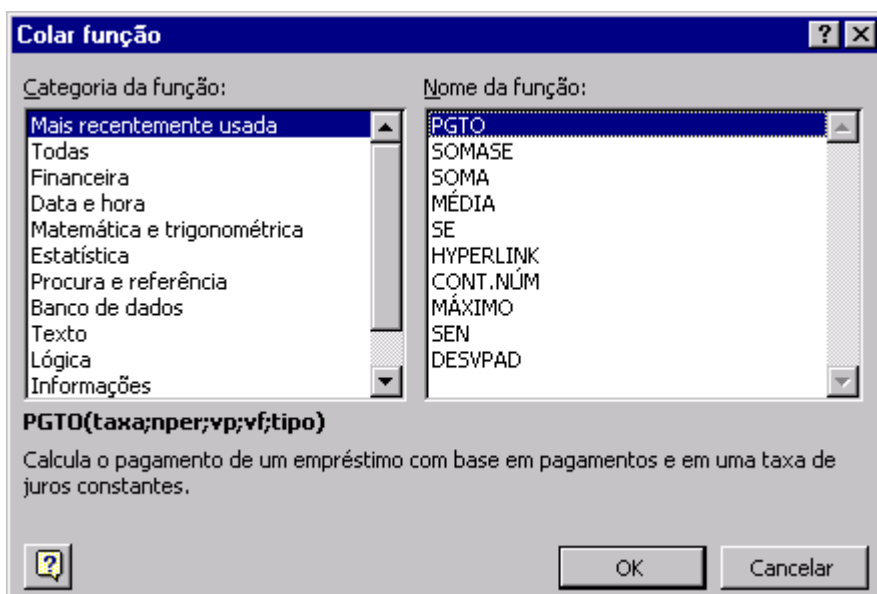 Colar função
Categoria da função:
Mais recentemente usada
Todas
Financeira
Data e hora
Matemática e trigonométrica
Estatística
Procura e referência
Banco de dados
Texto
Lógica
Informações
Nome da função:
PGTO
SOMASE
SOMA
MÉDIA
SE
HYPERLINK
CONT.NÚM
MÁXIMO
SEN
DESVPAD
PGTO(taxa;nper;vp;vf;tipo)
Calcula o pagamento de um empréstimo com base em pagamentos e em uma taxa de
juros constantes.
OK
Cancelar